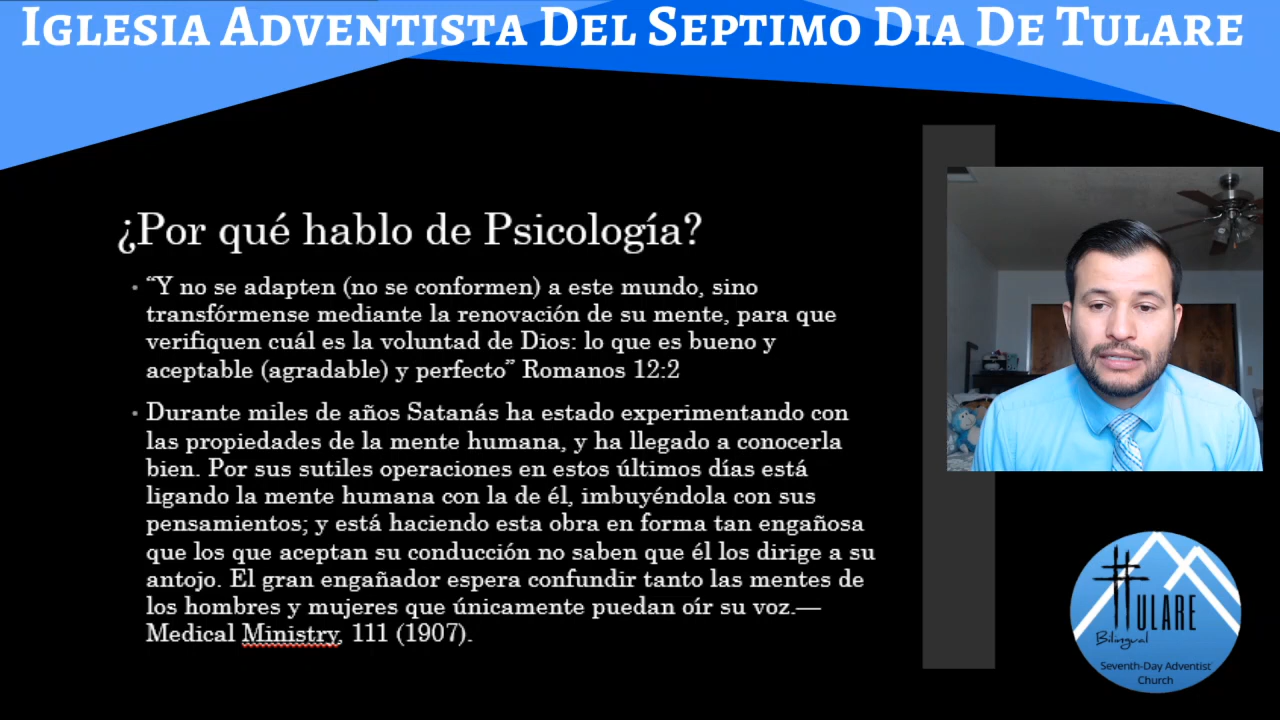 Iglesia Adventista Del Septimo Dia De Tulare
¿Por qué hablo de Psicología?
• “Y no se adapten (no se conformen) a este mundo, sino
transfórmense mediante la renovación de su mente, para que
verifiquen cuál es la voluntad de Dios: lo que es bueno y
aceptable (agradable) y perfecto” Romanos 12:2
• Durante miles de años Satanás ha estado experimentando con
las propiedades de la mente humana, y ha llegado a conocerla
bien. Por sus sutiles operaciones en estos últimos días está
ligando la mente humana con la de él, imbuyéndola con sus
pensamientos; y está haciendo esta obra en forma tan engañosa
que los que aceptan su conducción no saben que él los dirige a su
antojo. El gran engañador espera confundir tanto las mentes de
los hombres y mujeres que únicamente puedan oír su voz.—
Medical Ministry, 111 (1907).
TULARE
Bilingual
Seventh-Day Adventist
Church